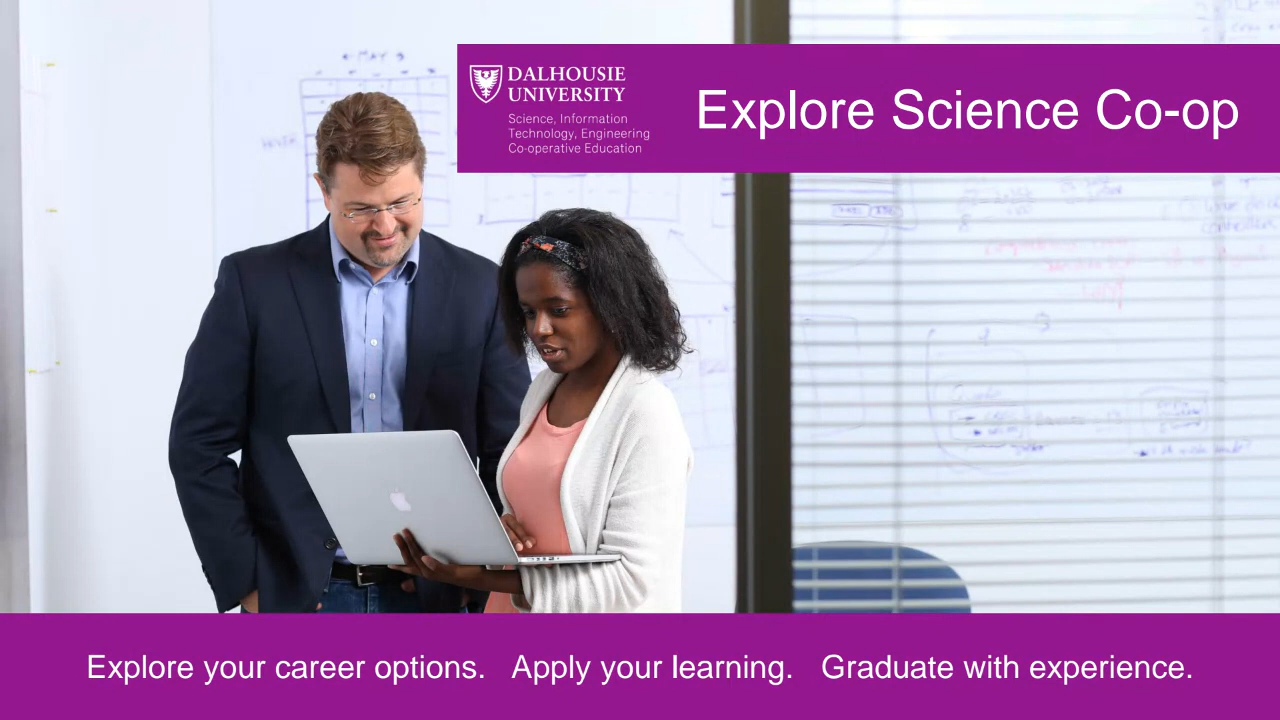 MAY
DALHOUSIE
UNIVERSITY
Science, Information
Technology, Engineering
Co-operative Education
Explore Science Co-op
Explore your career options. Apply your learning. Graduate with experience.